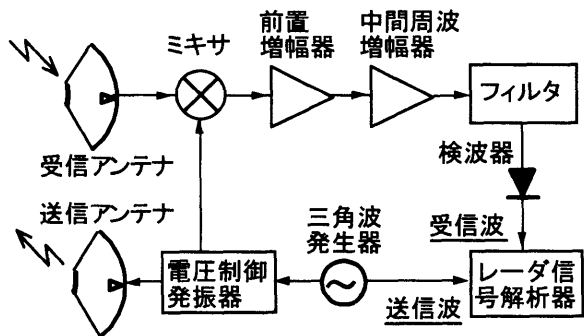 前置
増幅器
中間周波
増幅器
ミキサ
フィルタ
受信アンテナ
検波器
送信アンテナ
三角波
発生器
受信波
電圧制御
発振器
レーダ信
号解析器
送信波